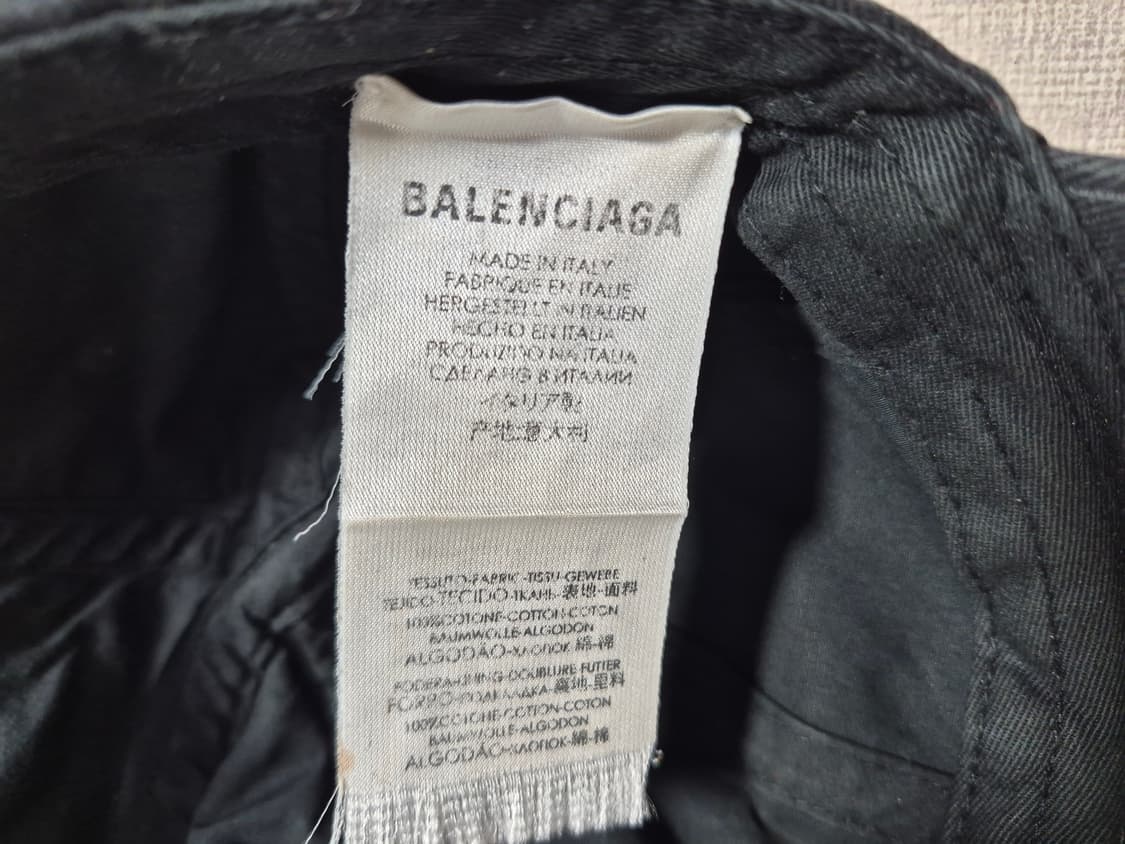 BALENCIAGA
MADE IN ITALY
FABRIQUE EN ITALIE
HERGESTELLT IN ITALIEN
HECHO EN ITALIA
PRODUZIDO NA ITALIA
СДЕЛАНО В ИТАЛИИ
イタリア製
产地:意大利
TESSUTO-FABRIC-TISSU-GEWEBE
TEJIDO-TECIDO-ТКАНЬ-表地-面料
100%COTONE-COTTON-COTON
BAUMWOLLE-ALGODON
ALGODÃO-ХЛОПОК-綿-棉
FODERA-LINING-DOUBLURE-FUTTER
FORRO-ПОДКЛАДКА-裏地-里料
100%COTONE-COTTON-COTON
BAUMWOLLE-ALGODON
ALGODÃO-ХЛОПОК-綿-棉